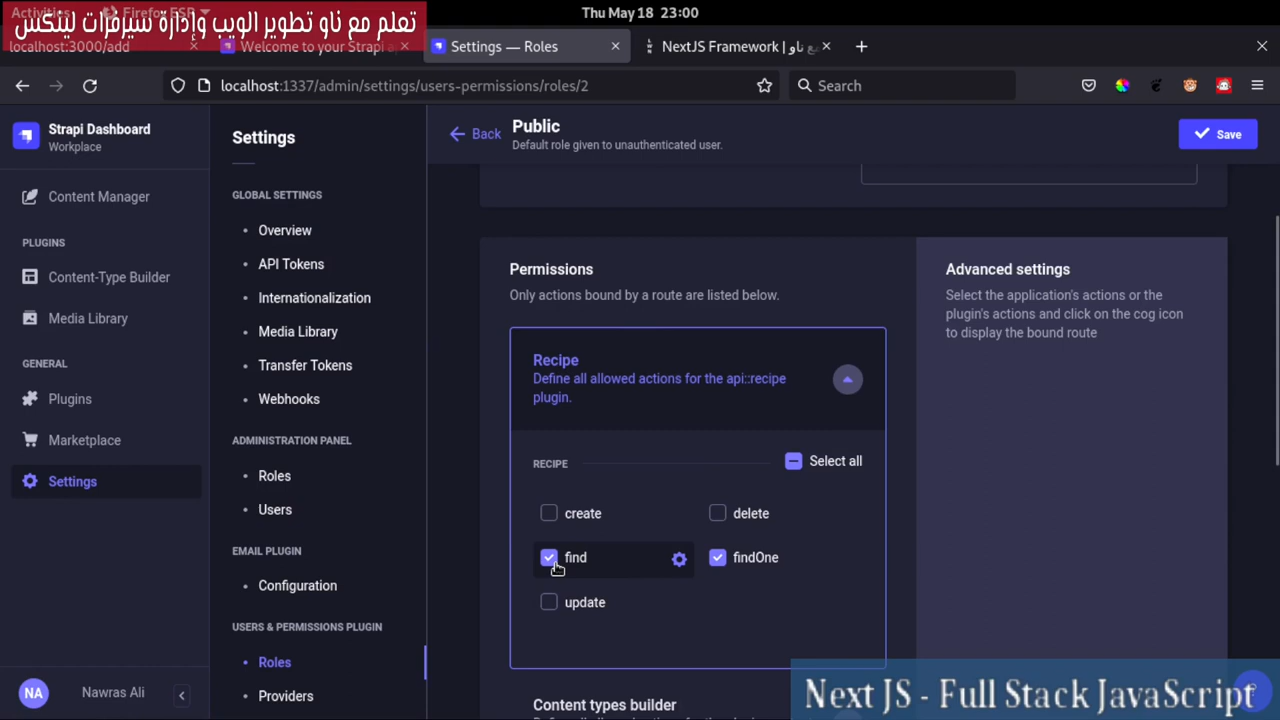 Thu May 18 23:00
تعلم مع ناو تطوير الويب وإدارة سيرفرات لينكس
localhost:3000/add
Welcome to your Strapi a
Settings — Roles
NextJS Framework | مع ناو
localhost:1337/admin/settings/users-permissions/roles/2
Search
Strapi Dashboard
Workplace
Content Manager
PLUGINS
Content-Type Builder
Media Library
GENERAL
Plugins
Marketplace
Settings
NA
Nawras Ali
Settings
GLOBAL SETTINGS
Overview
API Tokens
Internationalization
Media Library
Transfer Tokens
Webhooks
ADMINISTRATION PANEL
Roles
Users
EMAIL PLUGIN
Configuration
USERS & PERMISSIONS PLUGIN
Roles
Providers
Back
Public
Default role given to unauthenticated user.
Save
Permissions
Only actions bound by a route are listed below.
Recipe
Define all allowed actions for the api::recipe
plugin.
RECIPE
Select all
create
delete
find
findOne
update
Content types builder
Advanced settings
Select the application's actions or the
plugin's actions and click on the cog icon
to display the bound route
Next JS - Full Stack JavaScript